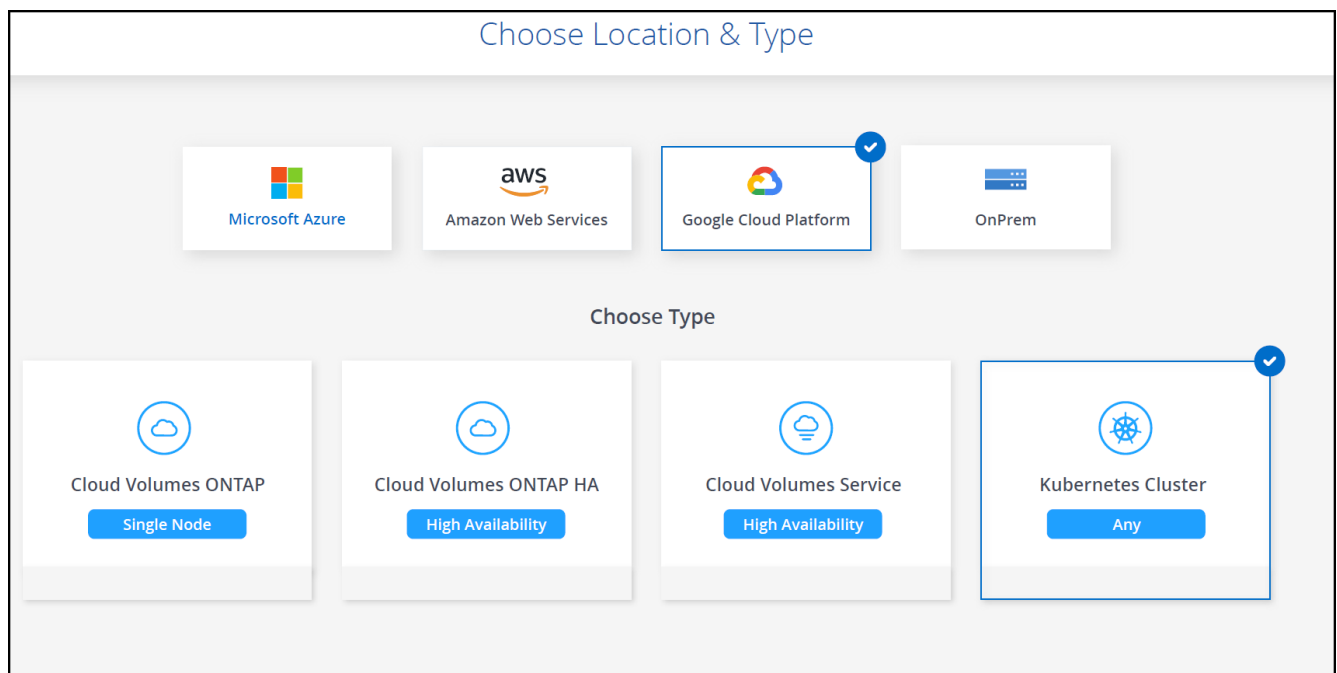 Choose Location & Type
Microsoft Azure
aws
Amazon Web Services
Google Cloud Platform
OnPrem
Choose Type
Cloud Volumes ONTAP
Single Node
Cloud Volumes ONTAP HA
High Availability
Cloud Volumes Service
High Availability
Kubernetes Cluster
Any